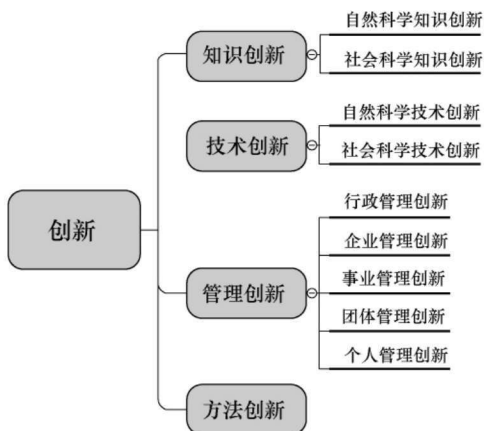 创新
知识创新
自然科学知识创新
社会科学知识创新
技术创新
自然科学技术创新
社会科学技术创新
管理创新
行政管理创新
企业管理创新
事业管理创新
团体管理创新
个人管理创新
方法创新